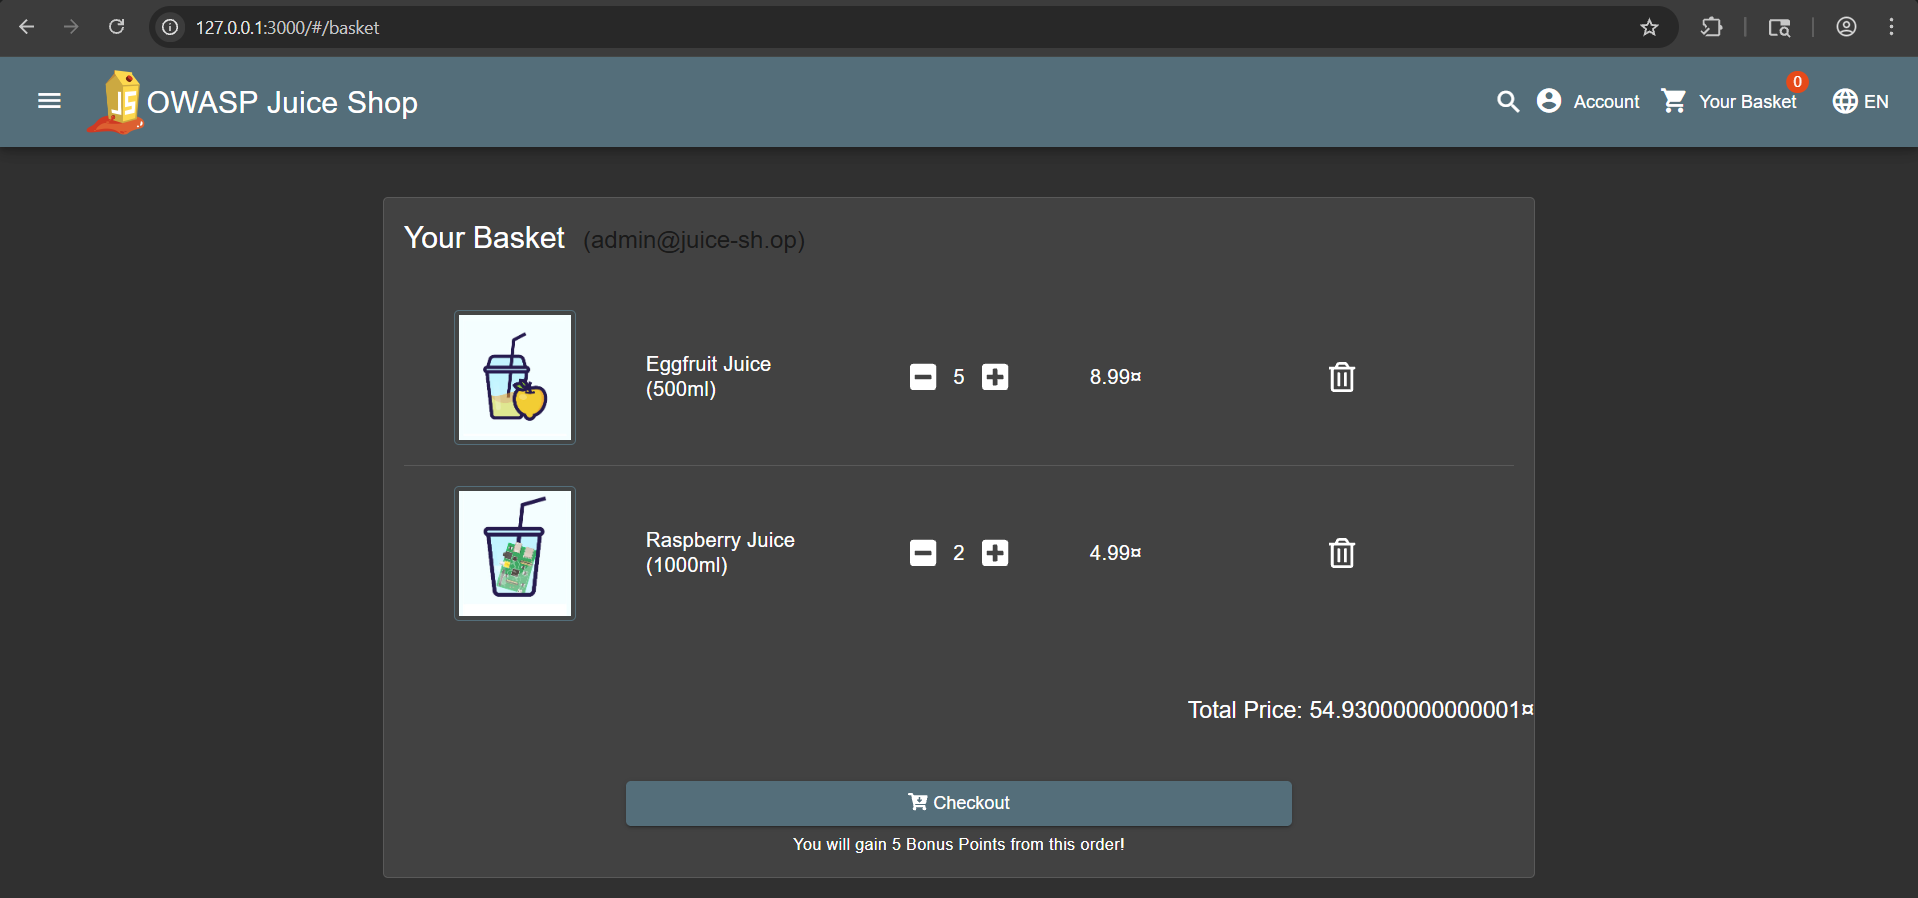 127.0.0.1:3000/#/basket
OWASP Juice Shop
Account
Your Basket
0
EN
Your Basket (admin@juice-sh.op)
Eggfruit Juice
(500ml)
5
8.99¤
Raspberry Juice
(1000ml)
2
4.99¤
Total Price: 54.93000000000001¤
Checkout
You will gain 5 Bonus Points from this order!